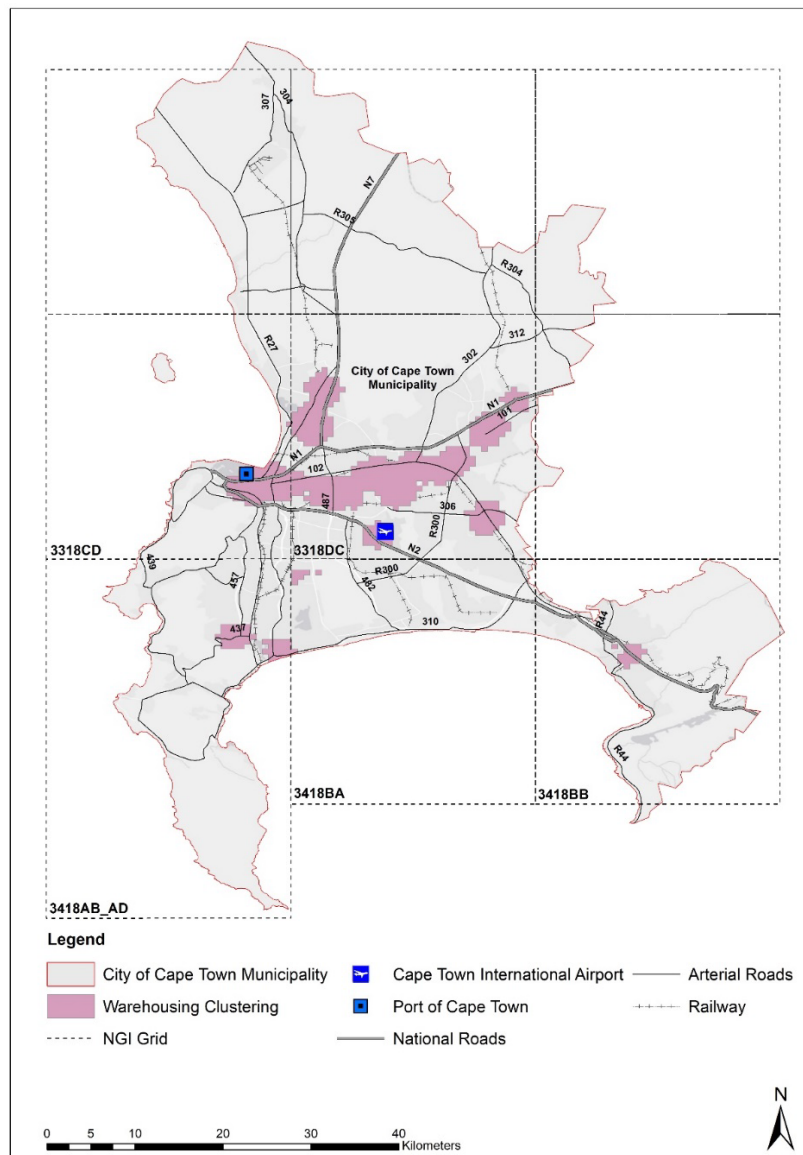 304
307
N7
R305
R304
312
302
R27
City of Cape Town
Municipality
N1
101
N1
102
487
306
R300
3318CD
3318DC
N2
439
R300
482
457
R44
310
437
R44
3418BA
3418BB
3418AB_AD
Legend
City of Cape Town Municipality
Cape Town International Airport
Arterial Roads
Warehousing Clustering
Port of Cape Town
Railway
NGI Grid
National Roads
N
0 5 10 20 30 40
Kilometers